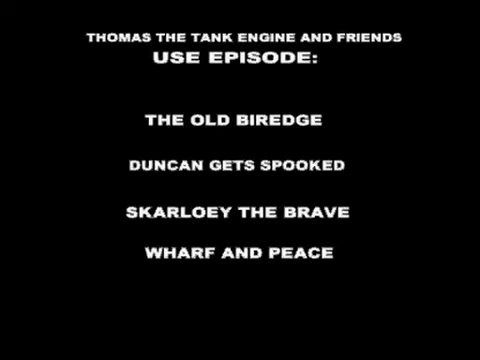 THOMAS THE TANK ENGINE AND FRIENDS
USE EPISODE:
THE OLD BIREDGE
DUNCAN GETS SPOOKED
SKARLOEY THE BRAVE
WHARF AND PEACE